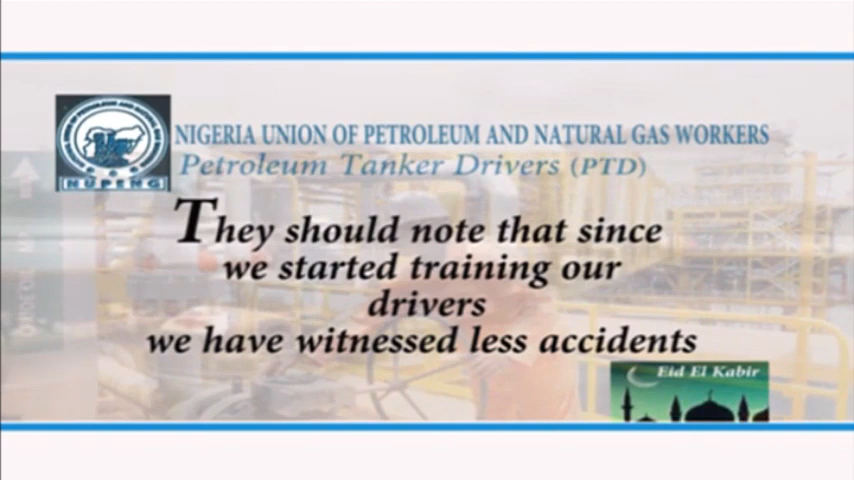 NIGERIA UNION OF PETROLEUM AND NATURAL GAS WORKERS
NUPENG
Petroleum Tanker Drivers (PTD)
They should note that since
we started training our
drivers
we have witnessed less accidents
Eid El Kabir